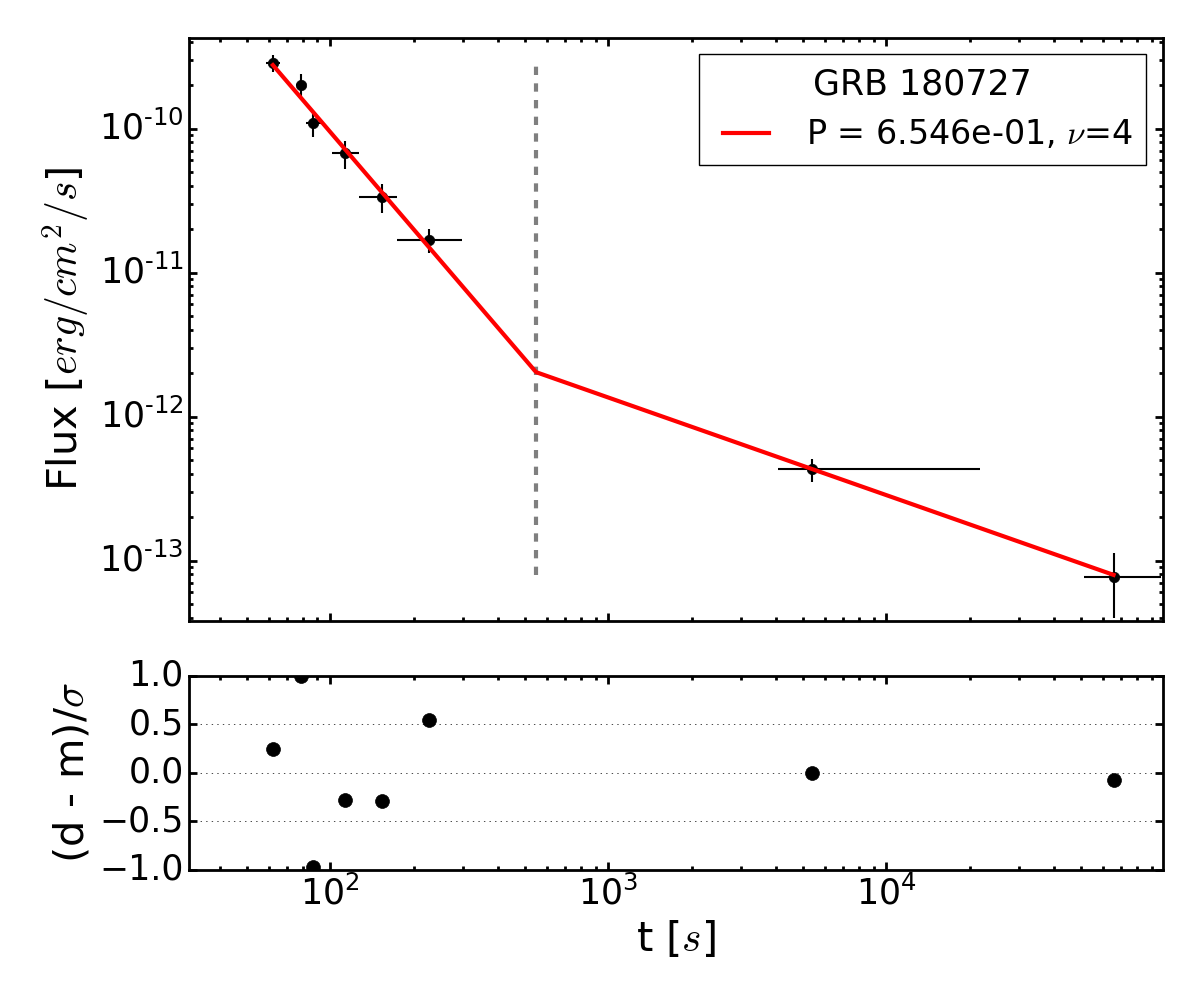 GRB 180727
P = 6.546e-01, ν=4
Flux [erg/cm²/s]
10⁻¹⁰
10⁻¹¹
10⁻¹²
10⁻¹³
(d - m)/σ
1.0
0.5
0.0
−0.5
−1.0
10² 10³ 10⁴
t [s]